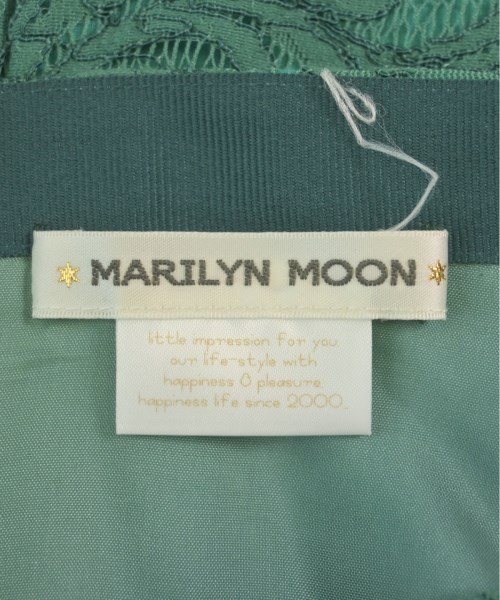 MARILYN MOON
little impression for you.
our life-style with
happiness & pleasure.
happiness life since 2000.